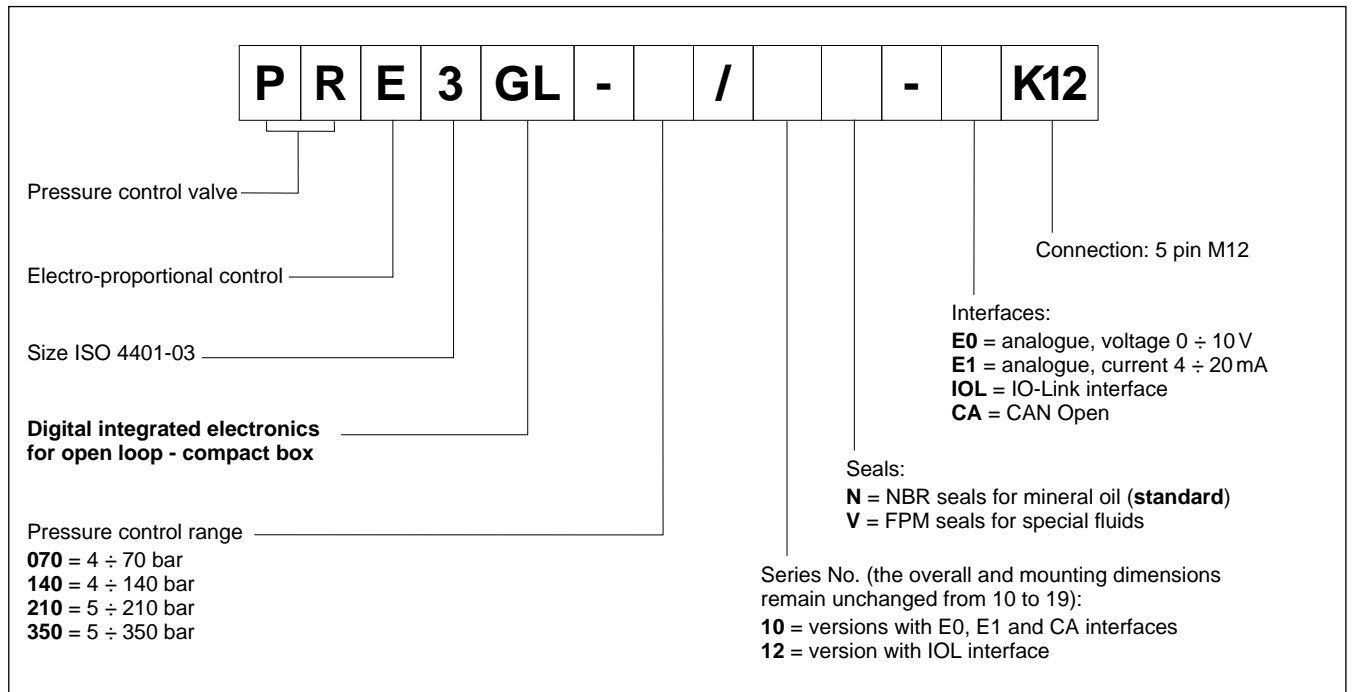 P R E 3 GL - / - K12
Pressure control valve
Electro-proportional control
Size ISO 4401-03
Digital integrated electronics
for open loop - compact box
Pressure control range
070 = 4 ÷ 70 bar
140 = 4 ÷ 140 bar
210 = 5 ÷ 210 bar
350 = 5 ÷ 350 bar
Connection: 5 pin M12
Interfaces:
E0 = analogue, voltage 0 ÷ 10 V
E1 = analogue, current 4 ÷ 20 mA
IOL = IO-Link interface
CA = CAN Open
Seals:
N = NBR seals for mineral oil (standard)
V = FPM seals for special fluids
Series No. (the overall and mounting dimensions
remain unchanged from 10 to 19):
10 = versions with E0, E1 and CA interfaces
12 = version with IOL interface